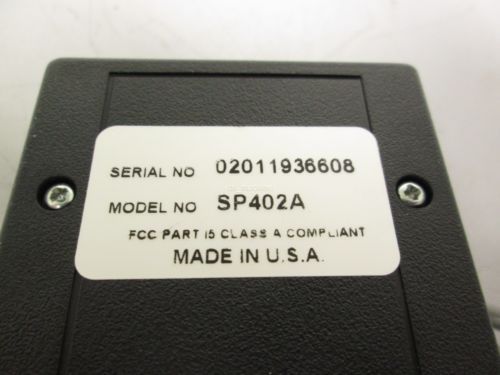 SERIAL NO 02011936608
MODEL NO SP402A
FCC PART 15 CLASS A COMPLIANT
MADE IN U.S.A.